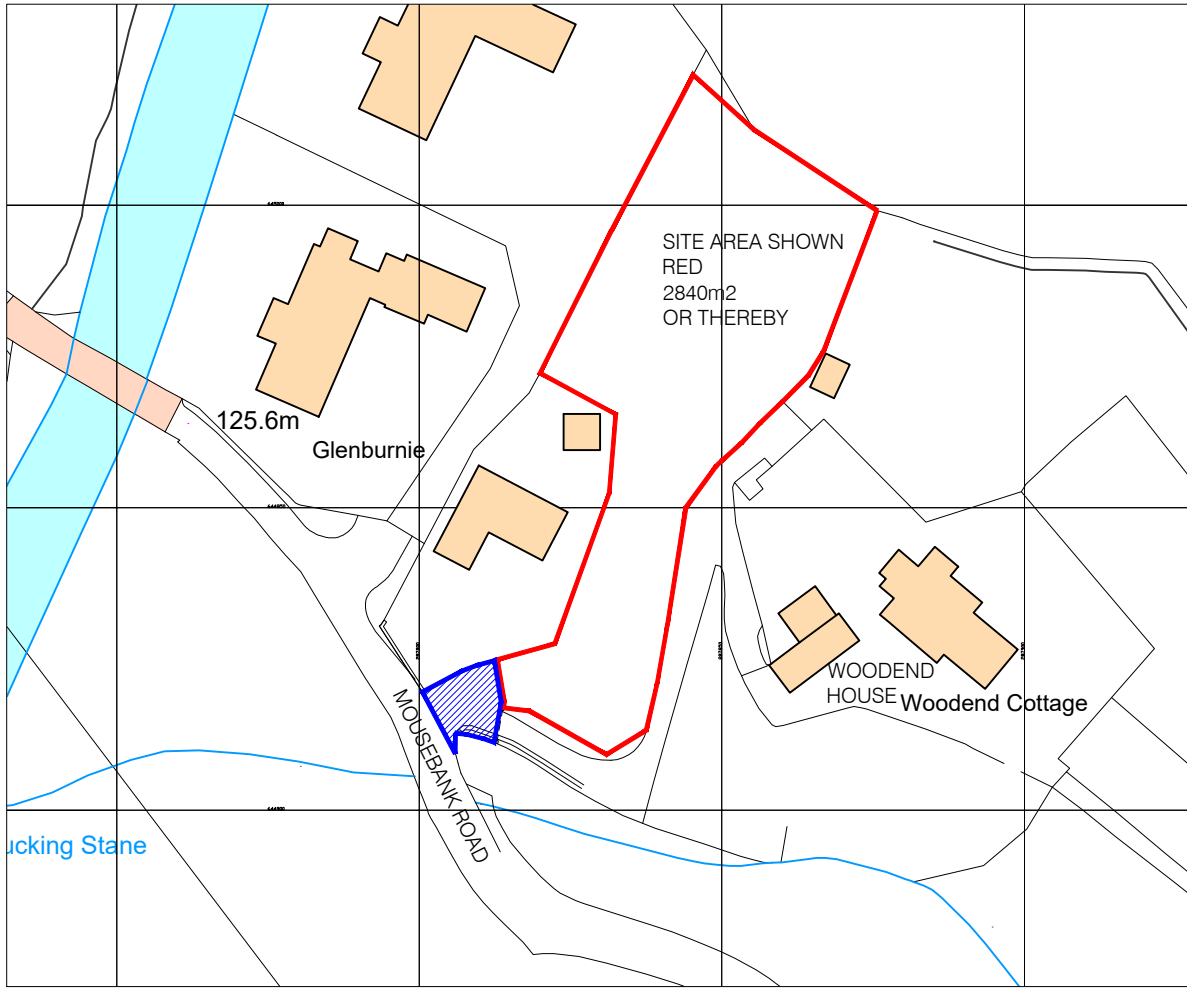 SITE AREA SHOWN
RED
2840m2
OR THEREBY
125.6m
Glenburnie
WOODEND
HOUSE
Woodend Cottage
MOUSEBANK ROAD
ucking Stane